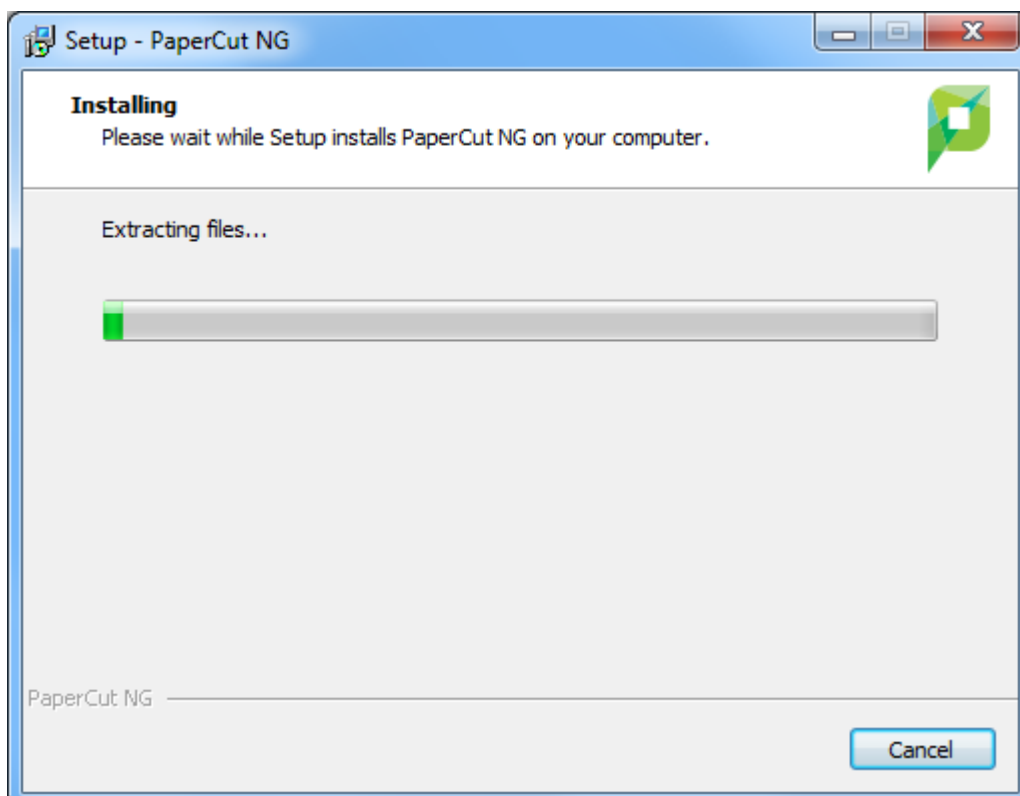 Setup - PaperCut NG
Installing
Please wait while Setup installs PaperCut NG on your computer.
Extracting files...
PaperCut NG
Cancel